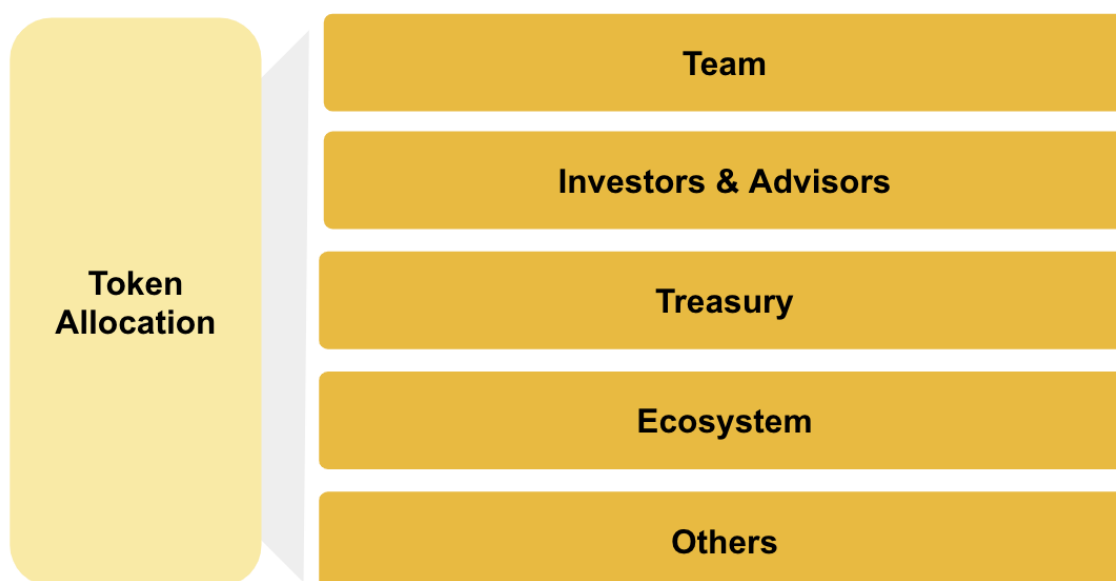 Token
Allocation
Team
Investors & Advisors
Treasury
Ecosystem
Others